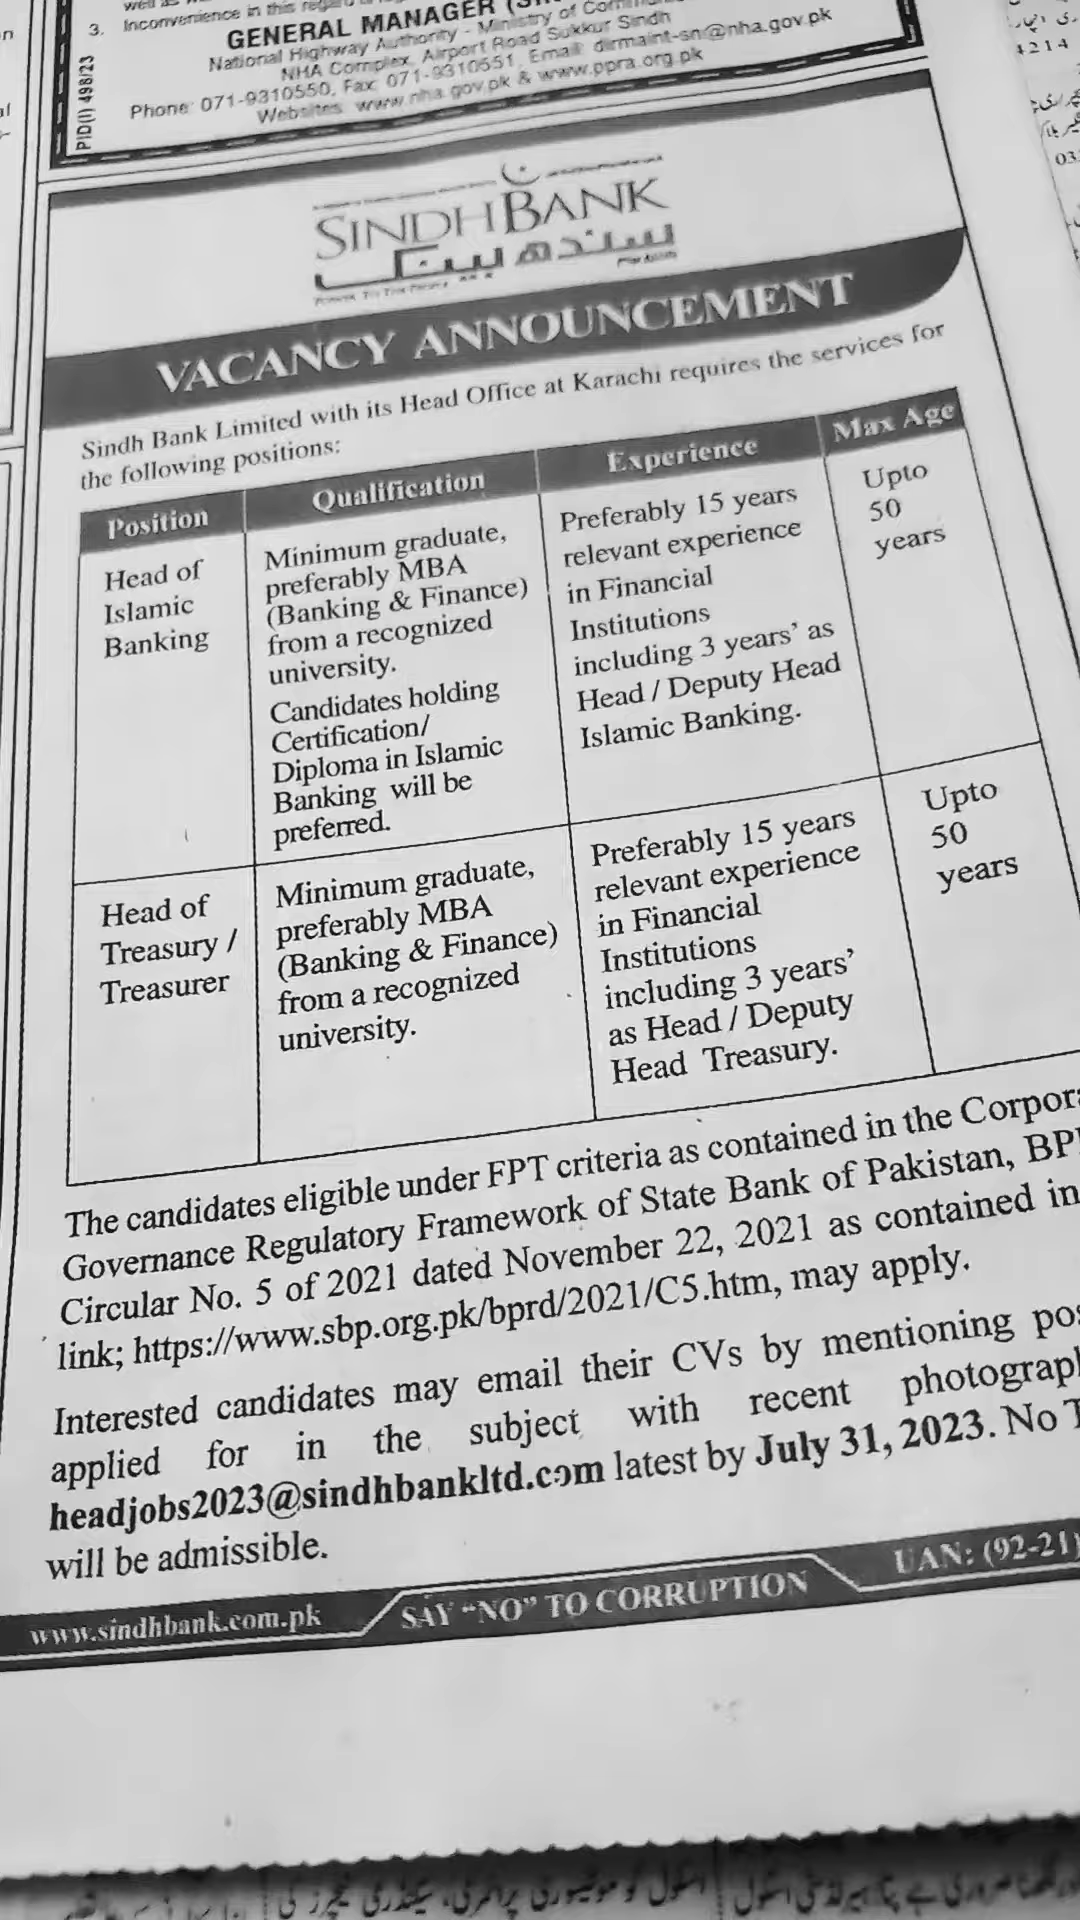 3. Inconvenience in this
GENERAL MANAGER
National Highway Authority - Ministry of
NHA Complex, Airport Road Sukkur Sindh
Phone: 071-9310550, Fax: 071-9310551, Email: dirmaint-sn@nha.gov.pk
Websites: www.nha.gov.pk & www.ppra.org.pk
PID(I) 498/23
4214
SINDHBANK
سندھ بینک
POWER TO THE PEOPLE
VACANCY ANNOUNCEMENT
Sindh Bank Limited with its Head Office at Karachi requires the services for
the following positions:
Position Qualification Experience Max Age
Head of
Islamic
Banking
Minimum graduate,
preferably MBA
(Banking & Finance)
from a recognized
university.
Candidates holding
Certification/
Diploma in Islamic
Banking will be
preferred.
Preferably 15 years
relevant experience
in Financial
Institutions
including 3 years' as
Head / Deputy Head
Islamic Banking.
Upto
50
years
Head of
Treasury /
Treasurer
Minimum graduate,
preferably MBA
(Banking & Finance)
from a recognized
university.
Preferably 15 years
relevant experience
in Financial
Institutions
including 3 years'
as Head / Deputy
Head Treasury.
Upto
50
years
The candidates eligible under FPT criteria as contained in the
Governance Regulatory Framework of State Bank of Pakistan,
Circular No. 5 of 2021 dated November 22, 2021 as contained in
link; https://www.sbp.org.pk/bprd/2021/C5.htm, may apply.
Interested candidates may email their CVs by mentioning
applied for in the subject with recent
headjobs2023@sindhbankltd.com latest by July 31, 2023. No
will be admissible.
www.sindhbank.com.pk SAY “NO” TO CORRUPTION UAN: (92-21)